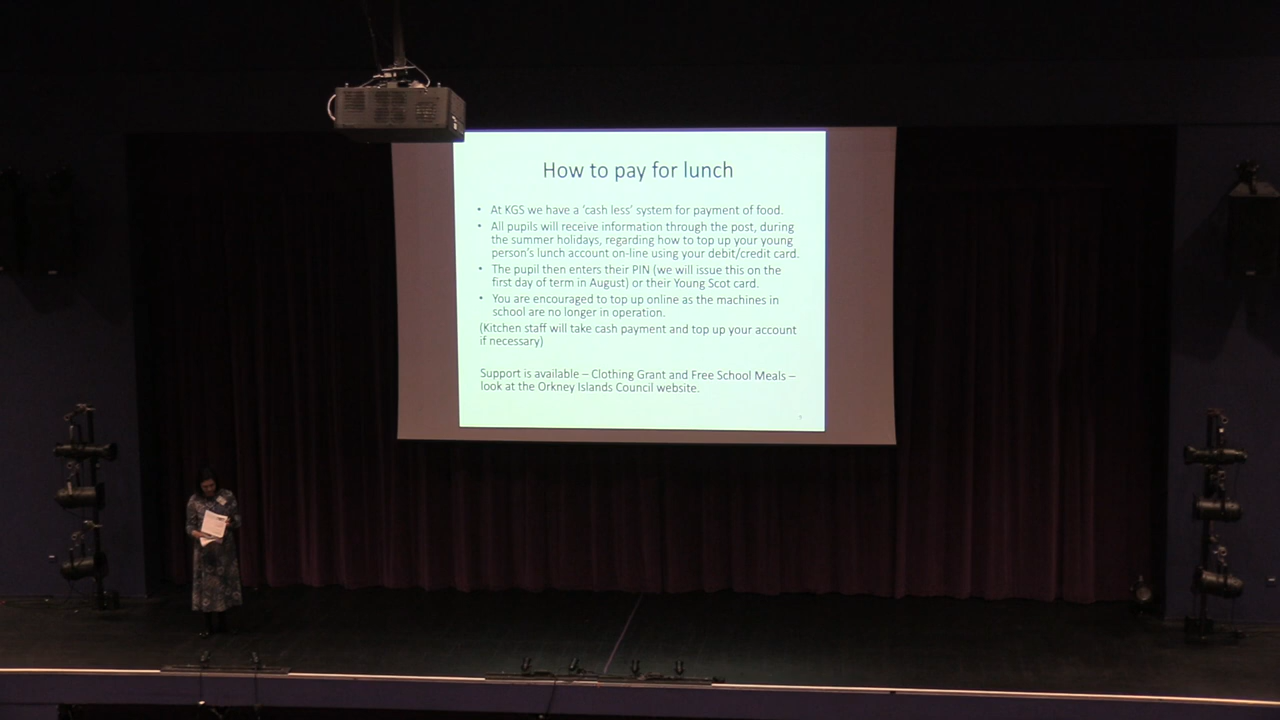 How to pay for lunch
• At KGS we have a ‘cash less’ system for payment of food.
• All pupils will receive information through the post, during
the summer holidays, regarding how to top up your young
person’s lunch account on-line using your debit/credit card.
• The pupil then enters their PIN (we will issue this on the
first day of term in August) or their Young Scot card.
• You are encouraged to top up online as the machines in
school are no longer in operation.
(Kitchen staff will take cash payment and top up your account
if necessary)
Support is available – Clothing Grant and Free School Meals –
look at the Orkney Islands Council website.